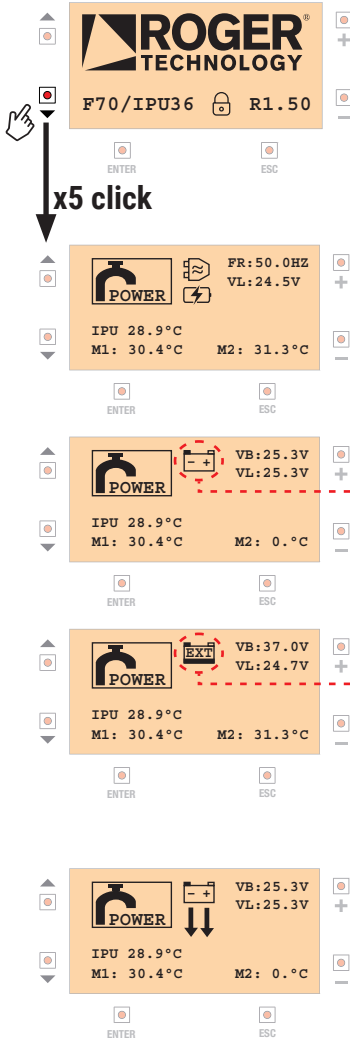 ROGER®
TECHNOLOGY
F70/IPU36 R1.50
+
-
ENTER ESC
x5 click
POWER
FR:50.0HZ
VL:24.5V
IPU 28.9°C
M1: 30.4°C M2: 31.3°C
+
-
ENTER ESC
POWER
- +
VB:25.3V
VL:25.3V
IPU 28.9°C
M1: 30.4°C M2: 0.°C
+
-
ENTER ESC
POWER
EXT
VB:37.0V
VL:24.7V
IPU 28.9°C
M1: 30.4°C M2: 31.3°C
+
-
ENTER ESC
POWER
- +
VB:25.3V
VL:25.3V
IPU 28.9°C
M1: 30.4°C M2: 0.°C
+
-
ENTER ESC